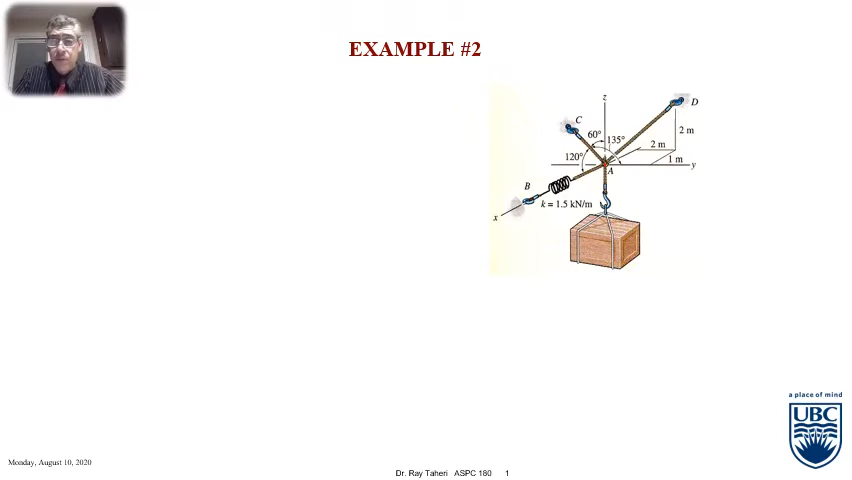 EXAMPLE #2
z
D
C
60°
135°
2 m
2 m
120°
1 m
y
A
B
k = 1.5 kN/m
x
a place of mind
UBC
Monday, August 10, 2020
Dr. Ray Taheri ASPC 180 1